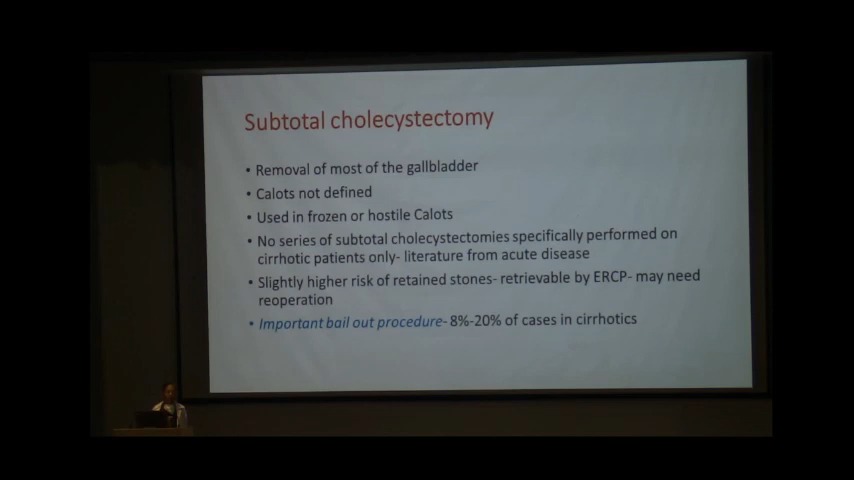 Subtotal cholecystectomy
• Removal of most of the gallbladder
• Calots not defined
• Used in frozen or hostile Calots
• No series of subtotal cholecystectomies specifically performed on
cirrhotic patients only- literature from acute disease
• Slightly higher risk of retained stones- retrievable by ERCP- may need
reoperation
• Important bail out procedure- 8%-20% of cases in cirrhotics